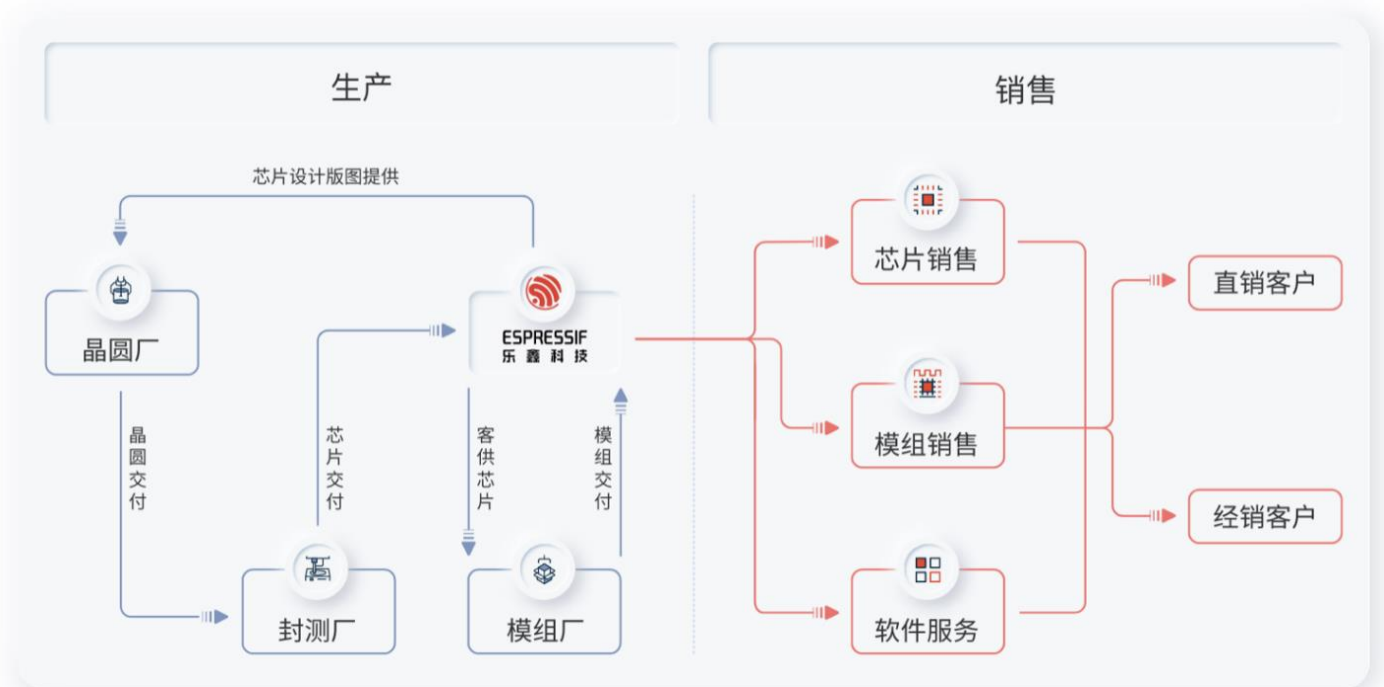 生产
销售
芯片设计版图提供
晶圆厂
ESPRESSIF
乐鑫科技
芯片销售
直销客户
晶圆交付
芯片交付
客供芯片
模组交付
模组销售
经销客户
封测厂
模组厂
软件服务